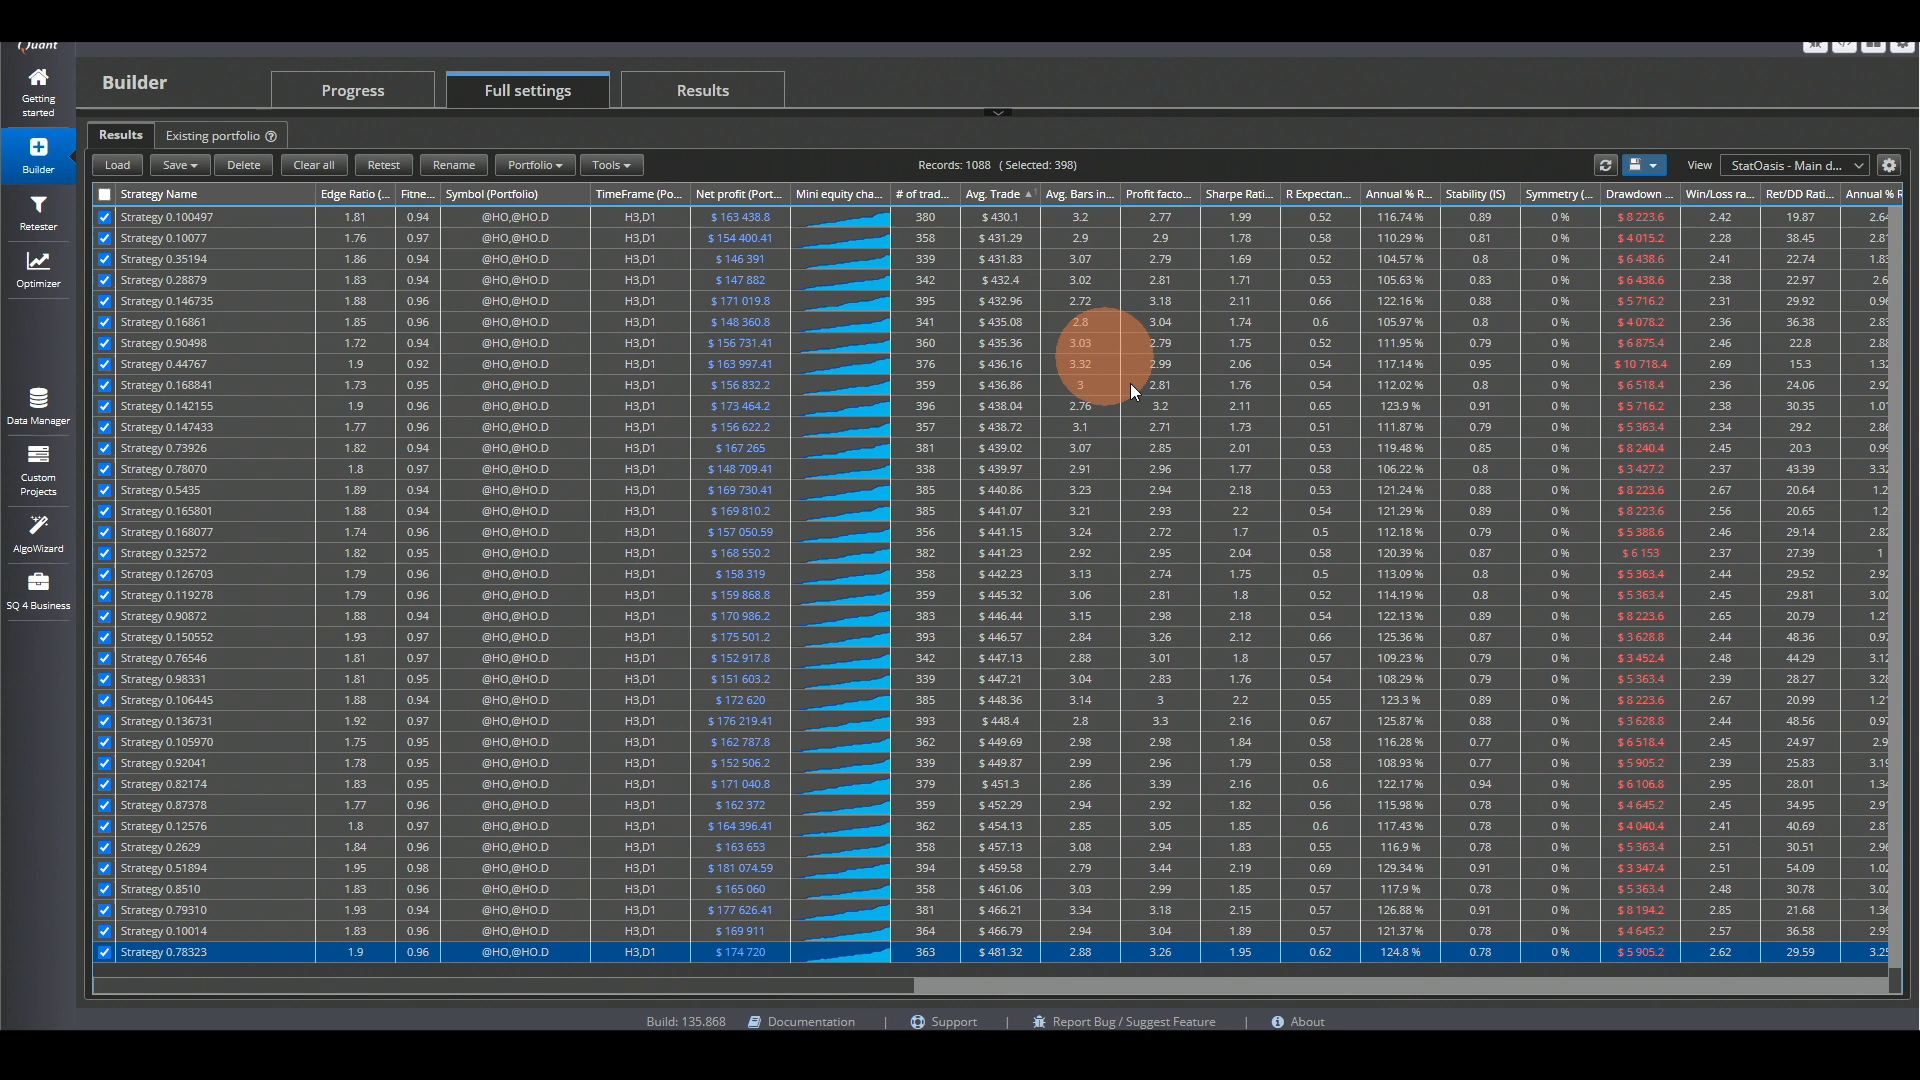 Quant
Getting
started
Builder
Retester
Optimizer
Data Manager
Custom
Projects
AlgoWizard
SQ 4 Business
Builder
Progress
Full settings
Results
Results
Existing portfolio
Load Save Delete Clear all Retest Rename Portfolio Tools Records: 1088 ( Selected: 398) View StatOasis - Main d...
Strategy Name Edge Ratio (... Fitne... Symbol (Portfolio) TimeFrame (Po... Net profit (Port... Mini equity cha... # of trad... Avg. Trade Avg. Bars in... Profit facto... Sharpe Rati... R Expectan... Annual % R... Stability (IS) Symmetry (... Drawdown ... Win/Loss ra... Ret/DD Rati... Annual % R
Strategy 0.100497 1.81 0.94 @HO,@HO.D H3,D1 $ 163 438.8 380 $ 430.1 3.2 2.77 1.99 0.52 116.74 % 0.89 0 % $ 8 223.6 2.42 19.87 2.64
Strategy 0.10077 1.76 0.97 @HO,@HO.D H3,D1 $ 154 400.41 358 $ 431.29 2.9 2.9 1.78 0.58 110.29 % 0.81 0 % $ 4 015.2 2.28 38.45 2.81
Strategy 0.35194 1.86 0.94 @HO,@HO.D H3,D1 $ 146 391 339 $ 431.83 3.07 2.79 1.69 0.52 104.57 % 0.8 0 % $ 6 438.6 2.41 22.74 1.83
Strategy 0.28879 1.83 0.94 @HO,@HO.D H3,D1 $ 147 882 342 $ 432.4 3.02 2.81 1.71 0.53 105.63 % 0.83 0 % $ 6 438.6 2.38 22.97 2.6
Strategy 0.146735 1.88 0.96 @HO,@HO.D H3,D1 $ 171 019.8 395 $ 432.96 2.72 3.18 2.11 0.66 122.16 % 0.88 0 % $ 5 716.2 2.31 29.92 0.96
Strategy 0.16861 1.85 0.96 @HO,@HO.D H3,D1 $ 148 360.8 341 $ 435.08 2.8 3.04 1.74 0.6 105.97 % 0.8 0 % $ 4 078.2 2.36 36.38 2.83
Strategy 0.90498 1.72 0.94 @HO,@HO.D H3,D1 $ 156 731.41 360 $ 435.36 3.03 2.79 1.75 0.52 111.95 % 0.79 0 % $ 6 875.4 2.46 22.8 2.88
Strategy 0.44767 1.9 0.92 @HO,@HO.D H3,D1 $ 163 997.41 376 $ 436.16 3.32 2.99 2.06 0.54 117.14 % 0.95 0 % $ 10 718.4 2.69 15.3 1.32
Strategy 0.168841 1.73 0.95 @HO,@HO.D H3,D1 $ 156 832.2 359 $ 436.86 3 2.81 1.76 0.54 112.02 % 0.8 0 % $ 6 518.4 2.36 24.06 2.92
Strategy 0.142155 1.9 0.96 @HO,@HO.D H3,D1 $ 173 464.2 396 $ 438.04 2.76 3.2 2.11 0.65 123.9 % 0.91 0 % $ 5 716.2 2.38 30.35 1.01
Strategy 0.147433 1.77 0.96 @HO,@HO.D H3,D1 $ 156 622.2 357 $ 438.72 3.1 2.71 1.73 0.51 111.87 % 0.79 0 % $ 5 363.4 2.34 29.2 2.86
Strategy 0.73926 1.82 0.94 @HO,@HO.D H3,D1 $ 167 265 381 $ 439.02 3.07 2.85 2.01 0.53 119.48 % 0.85 0 % $ 8 240.4 2.45 20.3 0.99
Strategy 0.78070 1.8 0.97 @HO,@HO.D H3,D1 $ 148 709.41 338 $ 439.97 2.91 2.96 1.77 0.58 106.22 % 0.8 0 % $ 3 427.2 2.37 43.39 3.32
Strategy 0.5435 1.89 0.94 @HO,@HO.D H3,D1 $ 169 730.41 385 $ 440.86 3.23 2.94 2.18 0.53 121.24 % 0.88 0 % $ 8 223.6 2.67 20.64 1.2
Strategy 0.165801 1.88 0.94 @HO,@HO.D H3,D1 $ 169 810.2 385 $ 441.07 3.21 2.93 2.2 0.54 121.29 % 0.89 0 % $ 8 223.6 2.56 20.65 1.2
Strategy 0.168077 1.74 0.96 @HO,@HO.D H3,D1 $ 157 050.59 356 $ 441.15 3.24 2.72 1.7 0.5 112.18 % 0.79 0 % $ 5 388.6 2.46 29.14 2.82
Strategy 0.32572 1.82 0.95 @HO,@HO.D H3,D1 $ 168 550.2 382 $ 441.23 2.92 2.95 2.04 0.58 120.39 % 0.87 0 % $ 6 153 2.37 27.39 1
Strategy 0.126703 1.79 0.96 @HO,@HO.D H3,D1 $ 158 319 358 $ 442.23 3.13 2.74 1.75 0.5 113.09 % 0.8 0 % $ 5 363.4 2.44 29.52 2.92
Strategy 0.119278 1.79 0.96 @HO,@HO.D H3,D1 $ 159 868.8 359 $ 445.32 3.06 2.81 1.8 0.52 114.19 % 0.8 0 % $ 5 363.4 2.45 29.81 3.02
Strategy 0.90872 1.88 0.94 @HO,@HO.D H3,D1 $ 170 986.2 383 $ 446.44 3.15 2.98 2.18 0.54 122.13 % 0.89 0 % $ 8 223.6 2.65 20.79 1.21
Strategy 0.150552 1.93 0.97 @HO,@HO.D H3,D1 $ 175 501.2 393 $ 446.57 2.84 3.26 2.12 0.66 125.36 % 0.87 0 % $ 3 628.8 2.44 48.36 0.97
Strategy 0.76546 1.81 0.97 @HO,@HO.D H3,D1 $ 152 917.8 342 $ 447.13 2.88 3.01 1.8 0.57 109.23 % 0.79 0 % $ 3 452.4 2.48 44.29 3.12
Strategy 0.98331 1.81 0.95 @HO,@HO.D H3,D1 $ 151 603.2 339 $ 447.21 3.04 2.83 1.76 0.54 108.29 % 0.79 0 % $ 5 363.4 2.39 28.27 3.28
Strategy 0.106445 1.88 0.94 @HO,@HO.D H3,D1 $ 172 620 385 $ 448.36 3.14 3 2.2 0.55 123.3 % 0.89 0 % $ 8 223.6 2.67 20.99 1.21
Strategy 0.136731 1.92 0.97 @HO,@HO.D H3,D1 $ 176 219.41 393 $ 448.4 2.8 3.3 2.16 0.67 125.87 % 0.88 0 % $ 3 628.8 2.44 48.56 0.97
Strategy 0.105970 1.75 0.95 @HO,@HO.D H3,D1 $ 162 787.8 362 $ 449.69 2.98 2.98 1.84 0.58 116.28 % 0.77 0 % $ 6 518.4 2.45 24.97 2.9
Strategy 0.92041 1.78 0.95 @HO,@HO.D H3,D1 $ 152 506.2 339 $ 449.87 2.99 2.96 1.79 0.58 108.93 % 0.77 0 % $ 5 905.2 2.39 25.83 3.19
Strategy 0.82174 1.83 0.95 @HO,@HO.D H3,D1 $ 171 040.8 379 $ 451.3 2.86 3.39 2.16 0.6 122.17 % 0.94 0 % $ 6 106.8 2.95 28.01 1.34
Strategy 0.87378 1.77 0.96 @HO,@HO.D H3,D1 $ 162 372 359 $ 452.29 2.94 2.92 1.82 0.56 115.98 % 0.78 0 % $ 4 645.2 2.45 34.95 2.91
Strategy 0.12576 1.8 0.97 @HO,@HO.D H3,D1 $ 164 396.41 362 $ 454.13 2.85 3.05 1.85 0.6 117.43 % 0.78 0 % $ 4 040.4 2.41 40.69 2.81
Strategy 0.2629 1.84 0.96 @HO,@HO.D H3,D1 $ 163 653 358 $ 457.13 3.08 2.94 1.83 0.55 116.9 % 0.78 0 % $ 5 363.4 2.51 30.51 2.96
Strategy 0.51894 1.95 0.98 @HO,@HO.D H3,D1 $ 181 074.59 394 $ 459.58 2.79 3.44 2.19 0.69 129.34 % 0.91 0 % $ 3 347.4 2.51 54.09 1.02
Strategy 0.8510 1.83 0.96 @HO,@HO.D H3,D1 $ 165 060 358 $ 461.06 3.03 2.99 1.85 0.57 117.9 % 0.78 0 % $ 5 363.4 2.48 30.78 3.02
Strategy 0.79310 1.93 0.94 @HO,@HO.D H3,D1 $ 177 626.41 381 $ 466.21 3.34 3.18 2.15 0.57 126.88 % 0.91 0 % $ 8 194.2 2.85 21.68 1.36
Strategy 0.10014 1.83 0.96 @HO,@HO.D H3,D1 $ 169 911 364 $ 466.79 2.94 3.04 1.89 0.57 121.37 % 0.78 0 % $ 4 645.2 2.57 36.58 2.93
Strategy 0.78323 1.9 0.96 @HO,@HO.D H3,D1 $ 174 720 363 $ 481.32 2.88 3.26 1.95 0.62 124.8 % 0.78 0 % $ 5 905.2 2.62 29.59 3.25
Build: 135.868 Documentation | Support | Report Bug / Suggest Feature | About